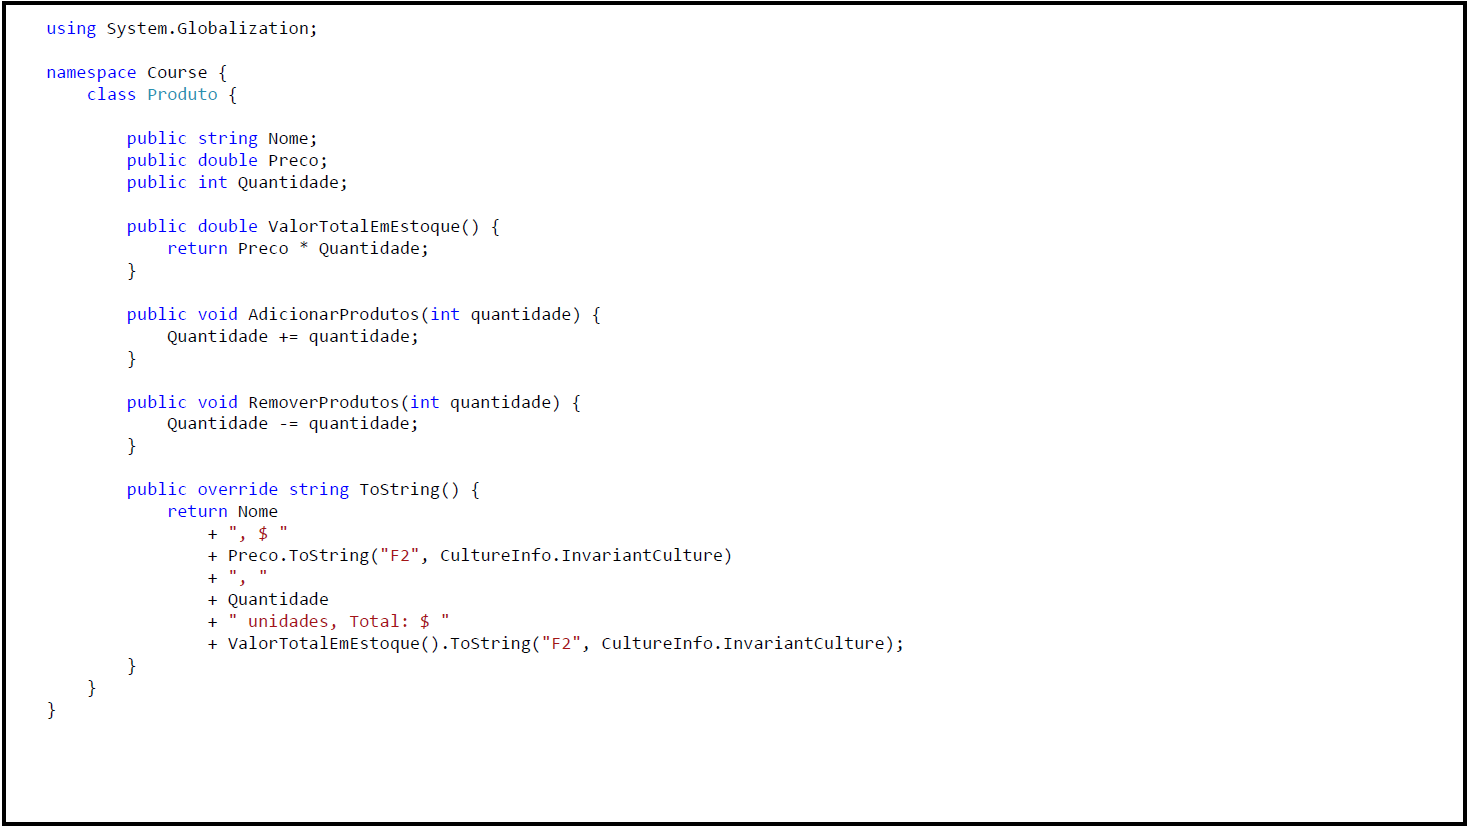 using System.Globalization;
namespace Course {
class Produto {
public string Nome;
public double Preco;
public int Quantidade;
public double ValorTotalEmEstoque() {
return Preco * Quantidade;
}
public void AdicionarProdutos(int quantidade) {
Quantidade += quantidade;
}
public void RemoverProdutos(int quantidade) {
Quantidade -= quantidade;
}
public override string ToString() {
return Nome
+ ", $ "
+ Preco.ToString("F2", CultureInfo.InvariantCulture)
+ ", "
+ Quantidade
+ " unidades, Total: $ "
+ ValorTotalEmEstoque().ToString("F2", CultureInfo.InvariantCulture);
}
}
}